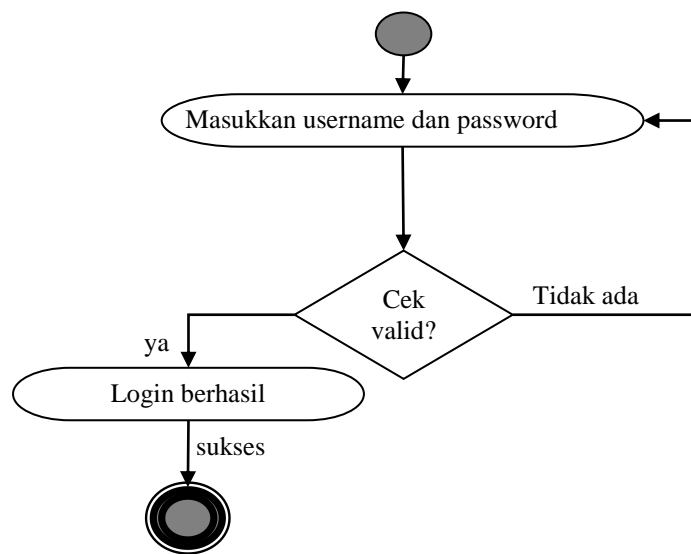 Masukkan username dan password
Cek
valid?
Tidak ada
ya
Login berhasil
sukses